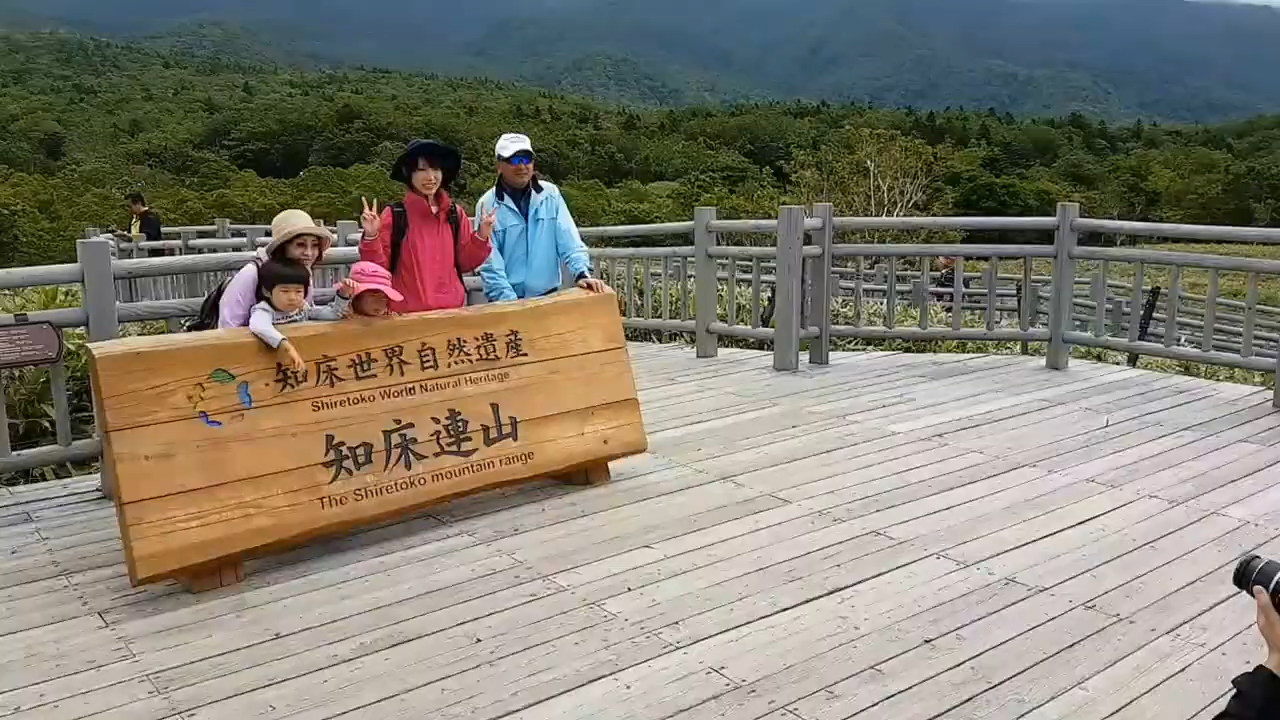 知床世界自然遺産
Shiretoko World Natural Heritage
知床連山
The Shiretoko mountain range